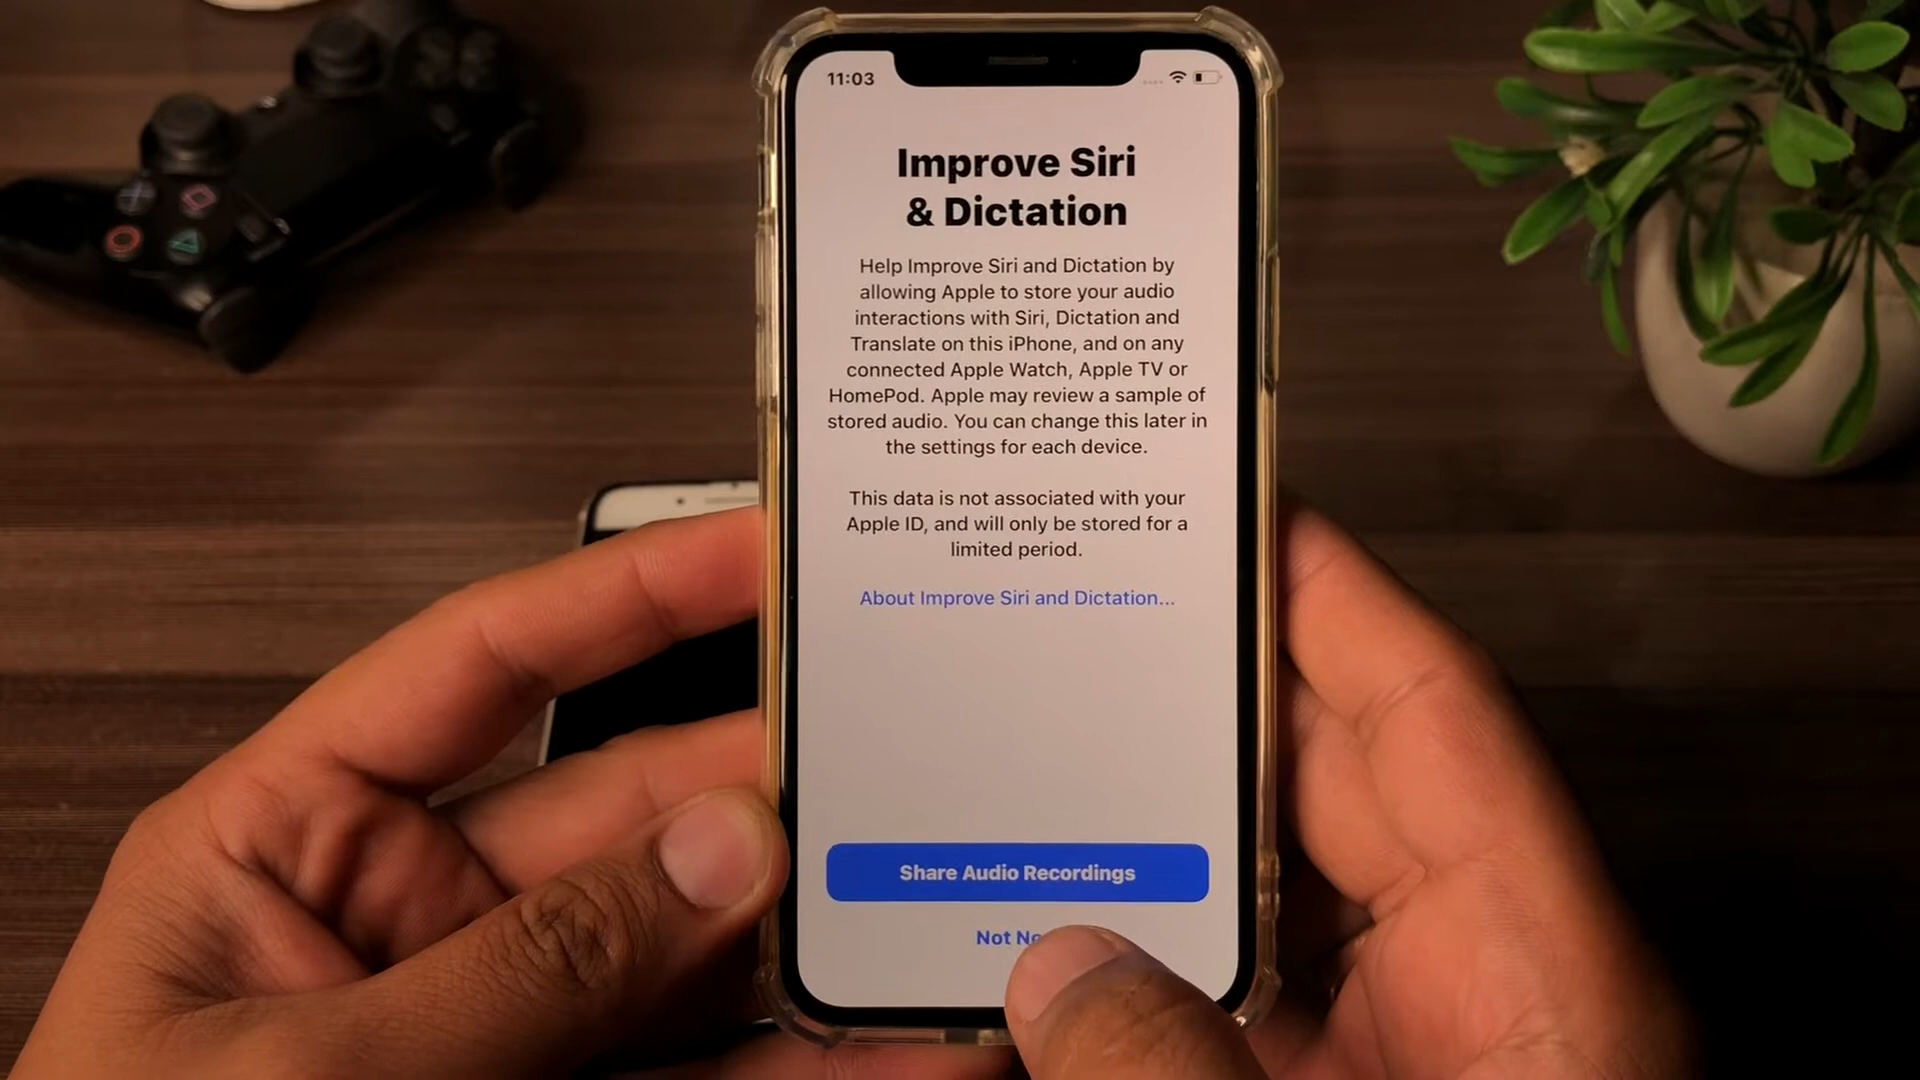 11:03
Improve Siri
& Dictation
Help Improve Siri and Dictation by
allowing Apple to store your audio
interactions with Siri, Dictation and
Translate on this iPhone, and on any
connected Apple Watch, Apple TV or
HomePod. Apple may review a sample of
stored audio. You can change this later in
the settings for each device.
This data is not associated with your
Apple ID, and will only be stored for a
limited period.
About Improve Siri and Dictation...
Share Audio Recordings
Not